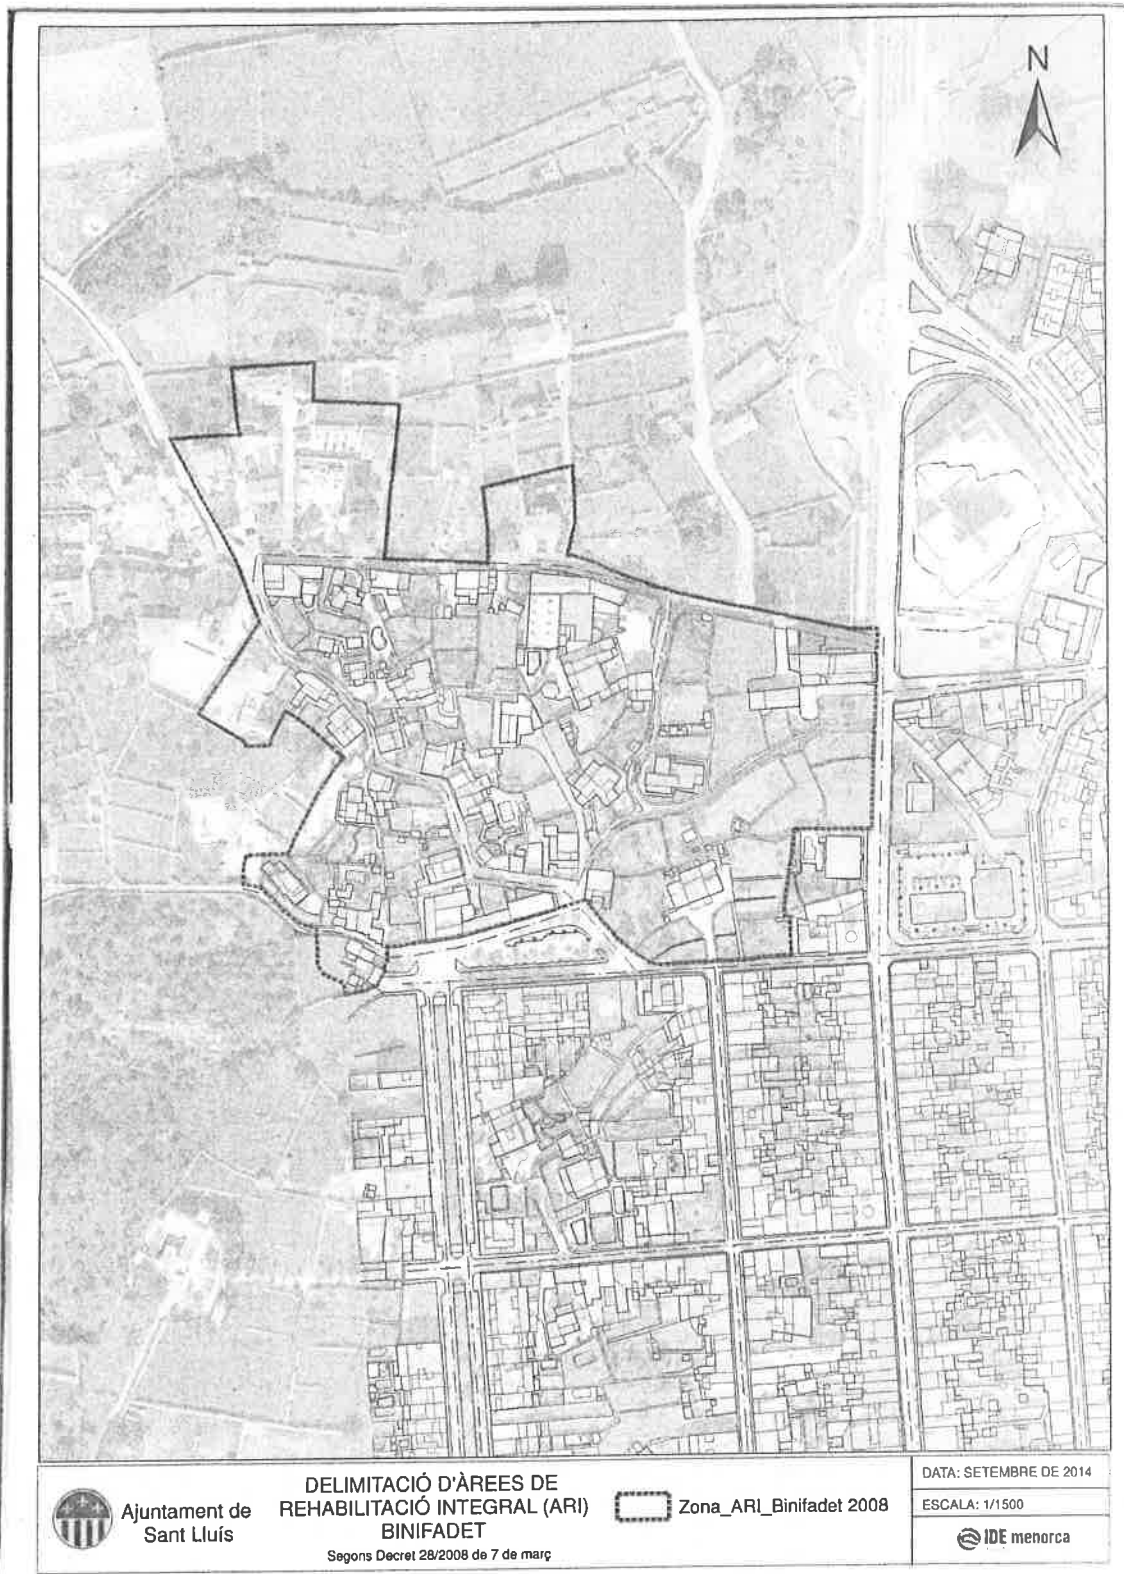 N
Ajuntament de
Sant Lluís
DELIMITACIÓ D'ÀREES DE
REHABILITACIÓ INTEGRAL (ARI)
BINIFADET
Segons Decret 28/2008 de 7 de març
Zona_ARI_Binifadet 2008
DATA: SETEMBRE DE 2014
ESCALA: 1/1500
IDE menorca